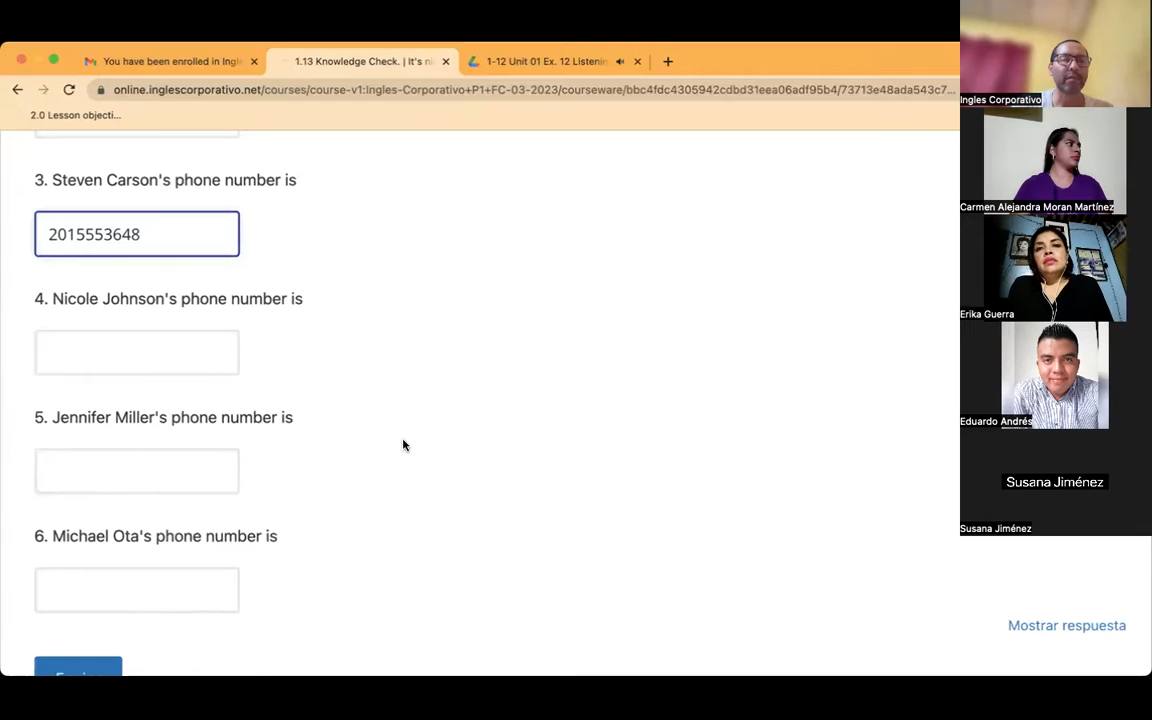 You have been enrolled in Ingl
1.13 Knowledge Check. | It's ni
1-12 Unit 01 Ex. 12 Listenin
online.inglescorporativo.net/courses/course-v1:Ingles-Corporativo+P1+FC-03-2023/courseware/bbc4fdc4305942cdbd31eea06adf95b4/73713e48ada543c7...
2.0 Lesson objecti...
3. Steven Carson's phone number is
2015553648
4. Nicole Johnson's phone number is
5. Jennifer Miller's phone number is
6. Michael Ota's phone number is
Mostrar respuesta
Ingles Corporativo
Carmen Alejandra Moran Martínez
Erika Guerra
Eduardo Andrés
Susana Jiménez
Susana Jiménez